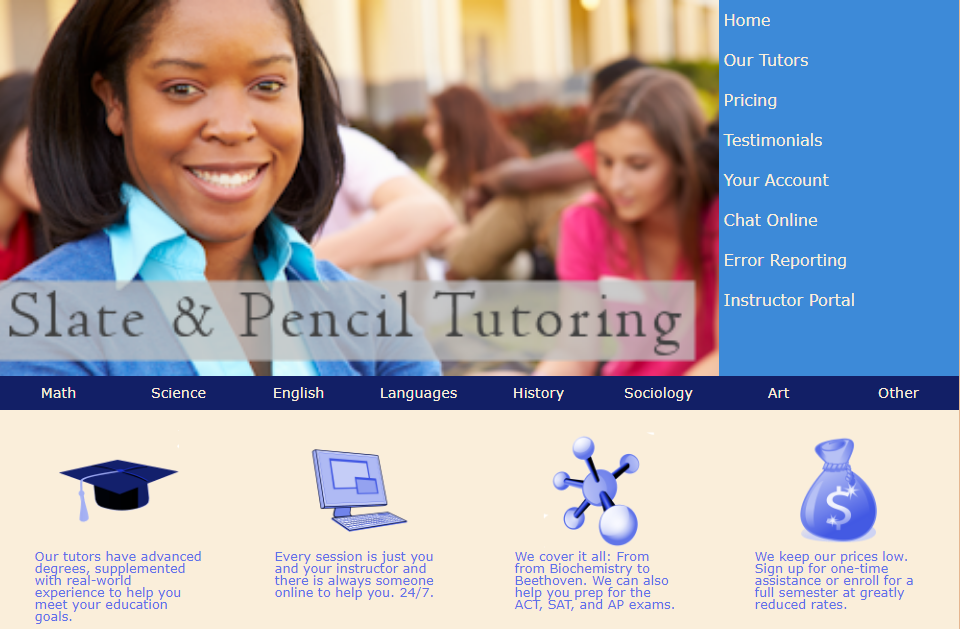 Home
Our Tutors
Pricing
Testimonials
Your Account
Chat Online
Error Reporting
Instructor Portal
Slate & Pencil Tutoring
Math Science English Languages History Sociology Art Other
Our tutors have advanced
degrees, supplemented
with real-world
experience to help you
meet your education
goals.
Every session is just you
and your instructor and
there is always someone
online to help you. 24/7.
We cover it all: From
from Biochemistry to
Beethoven. We can also
help you prep for the
ACT, SAT, and AP exams.
$
We keep our prices low.
Sign up for one-time
assistance or enroll for a
full semester at greatly
reduced rates.